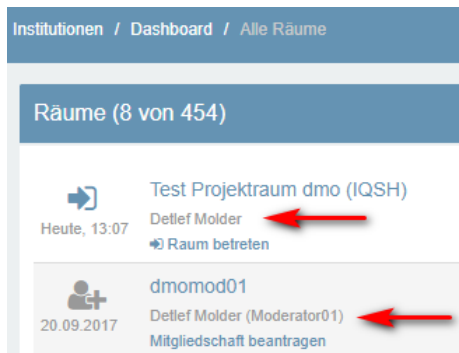 Institutionen / Dashboard / Alle Räume
Räume (8 von 454)
Test Projektraum dmo (IQSH)
Detlef Molder
Heute, 13:07
Raum betreten
dmomod01
Detlef Molder (Moderator01)
20.09.2017
Mitgliedschaft beantragen